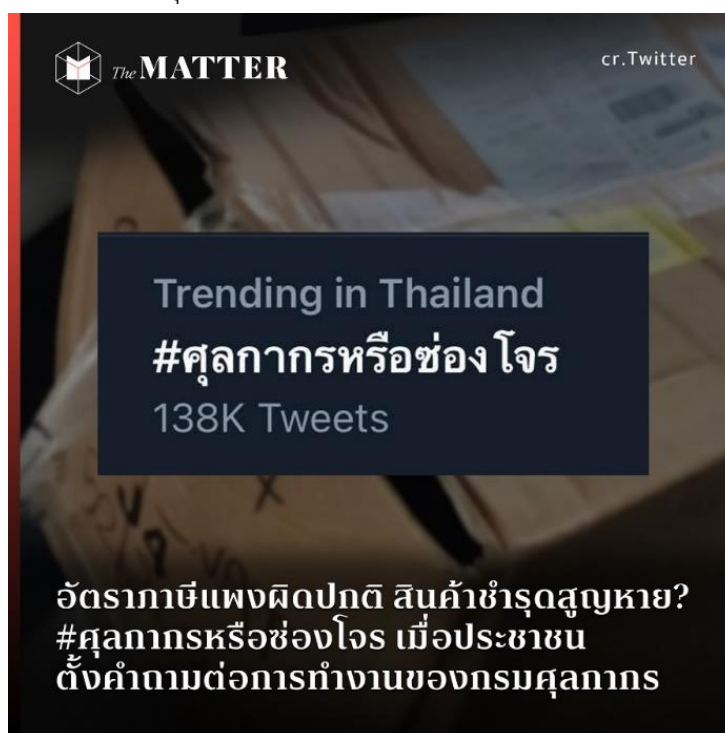 The MATTER
cr.Twitter
Trending in Thailand
#ศุลกากรหรือซ่องโจร
138K Tweets
อัตราภาษีแพงผิดปกติ สินค้าชำรุดสูญหาย?
#ศุลกากรหรือซ่องโจร เมื่อประชาชน
ตั้งคำถามต่อการทำงานของกรมศุลกากร